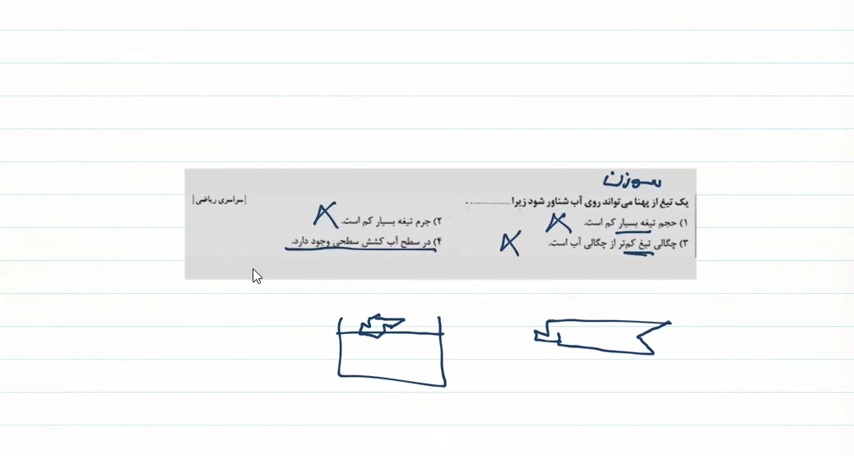 سوزن
یک تیغ از پهنا می‌تواند روی آب شناور شود زیرا .................
۱) حجم تیغه بسیار کم است. ۲) جرم تیغه بسیار کم است.
۳) چگالی تیغ کم‌تر از چگالی آب است. ۴) در سطح آب کشش سطحی وجود دارد.
|سراسری ریاضی|